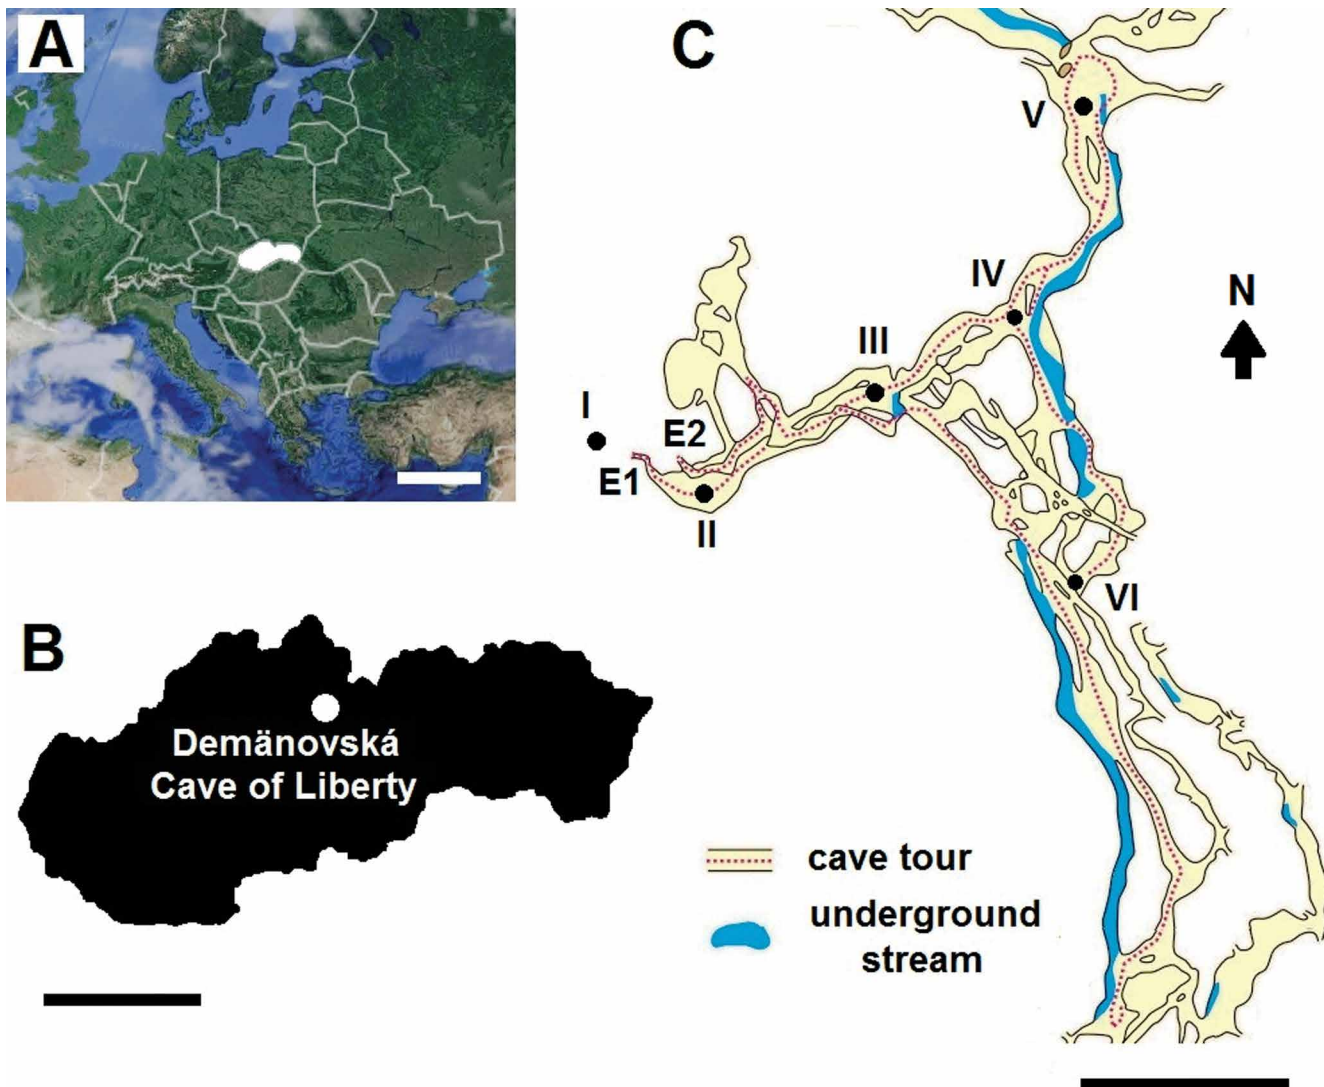 A
B
Demänovská
Cave of Liberty
C
V
IV
N
III
I
E2
E1
II
VI
cave tour
underground
stream